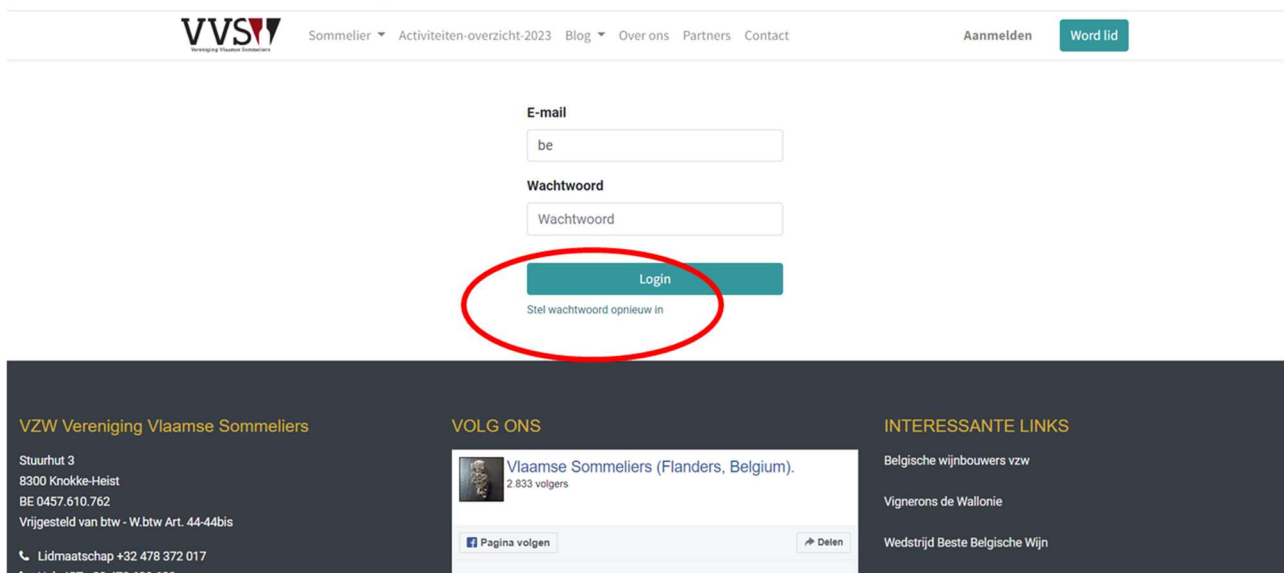 VVS
Vereniging Vlaamse Sommeliers
Sommelier Activiteiten-overzicht-2023 Blog Over ons Partners Contact Aanmelden Word lid
E-mail
be
Wachtwoord
Wachtwoord
Login
Stel wachtwoord opnieuw in
VZW Vereniging Vlaamse Sommeliers
Stuurhut 3
8300 Knokke-Heist
BE 0457.610.762
Vrijgesteld van btw - W.btw Art. 44-44bis
Lidmaatschap +32 478 372 017
VOLG ONS
Vlaamse Sommeliers (Flanders, Belgium).
2.833 volgers
Pagina volgen Delen
INTERESSANTE LINKS
Belgische wijnbouwers vzw
Vignerons de Wallonie
Wedstrijd Beste Belgische Wijn